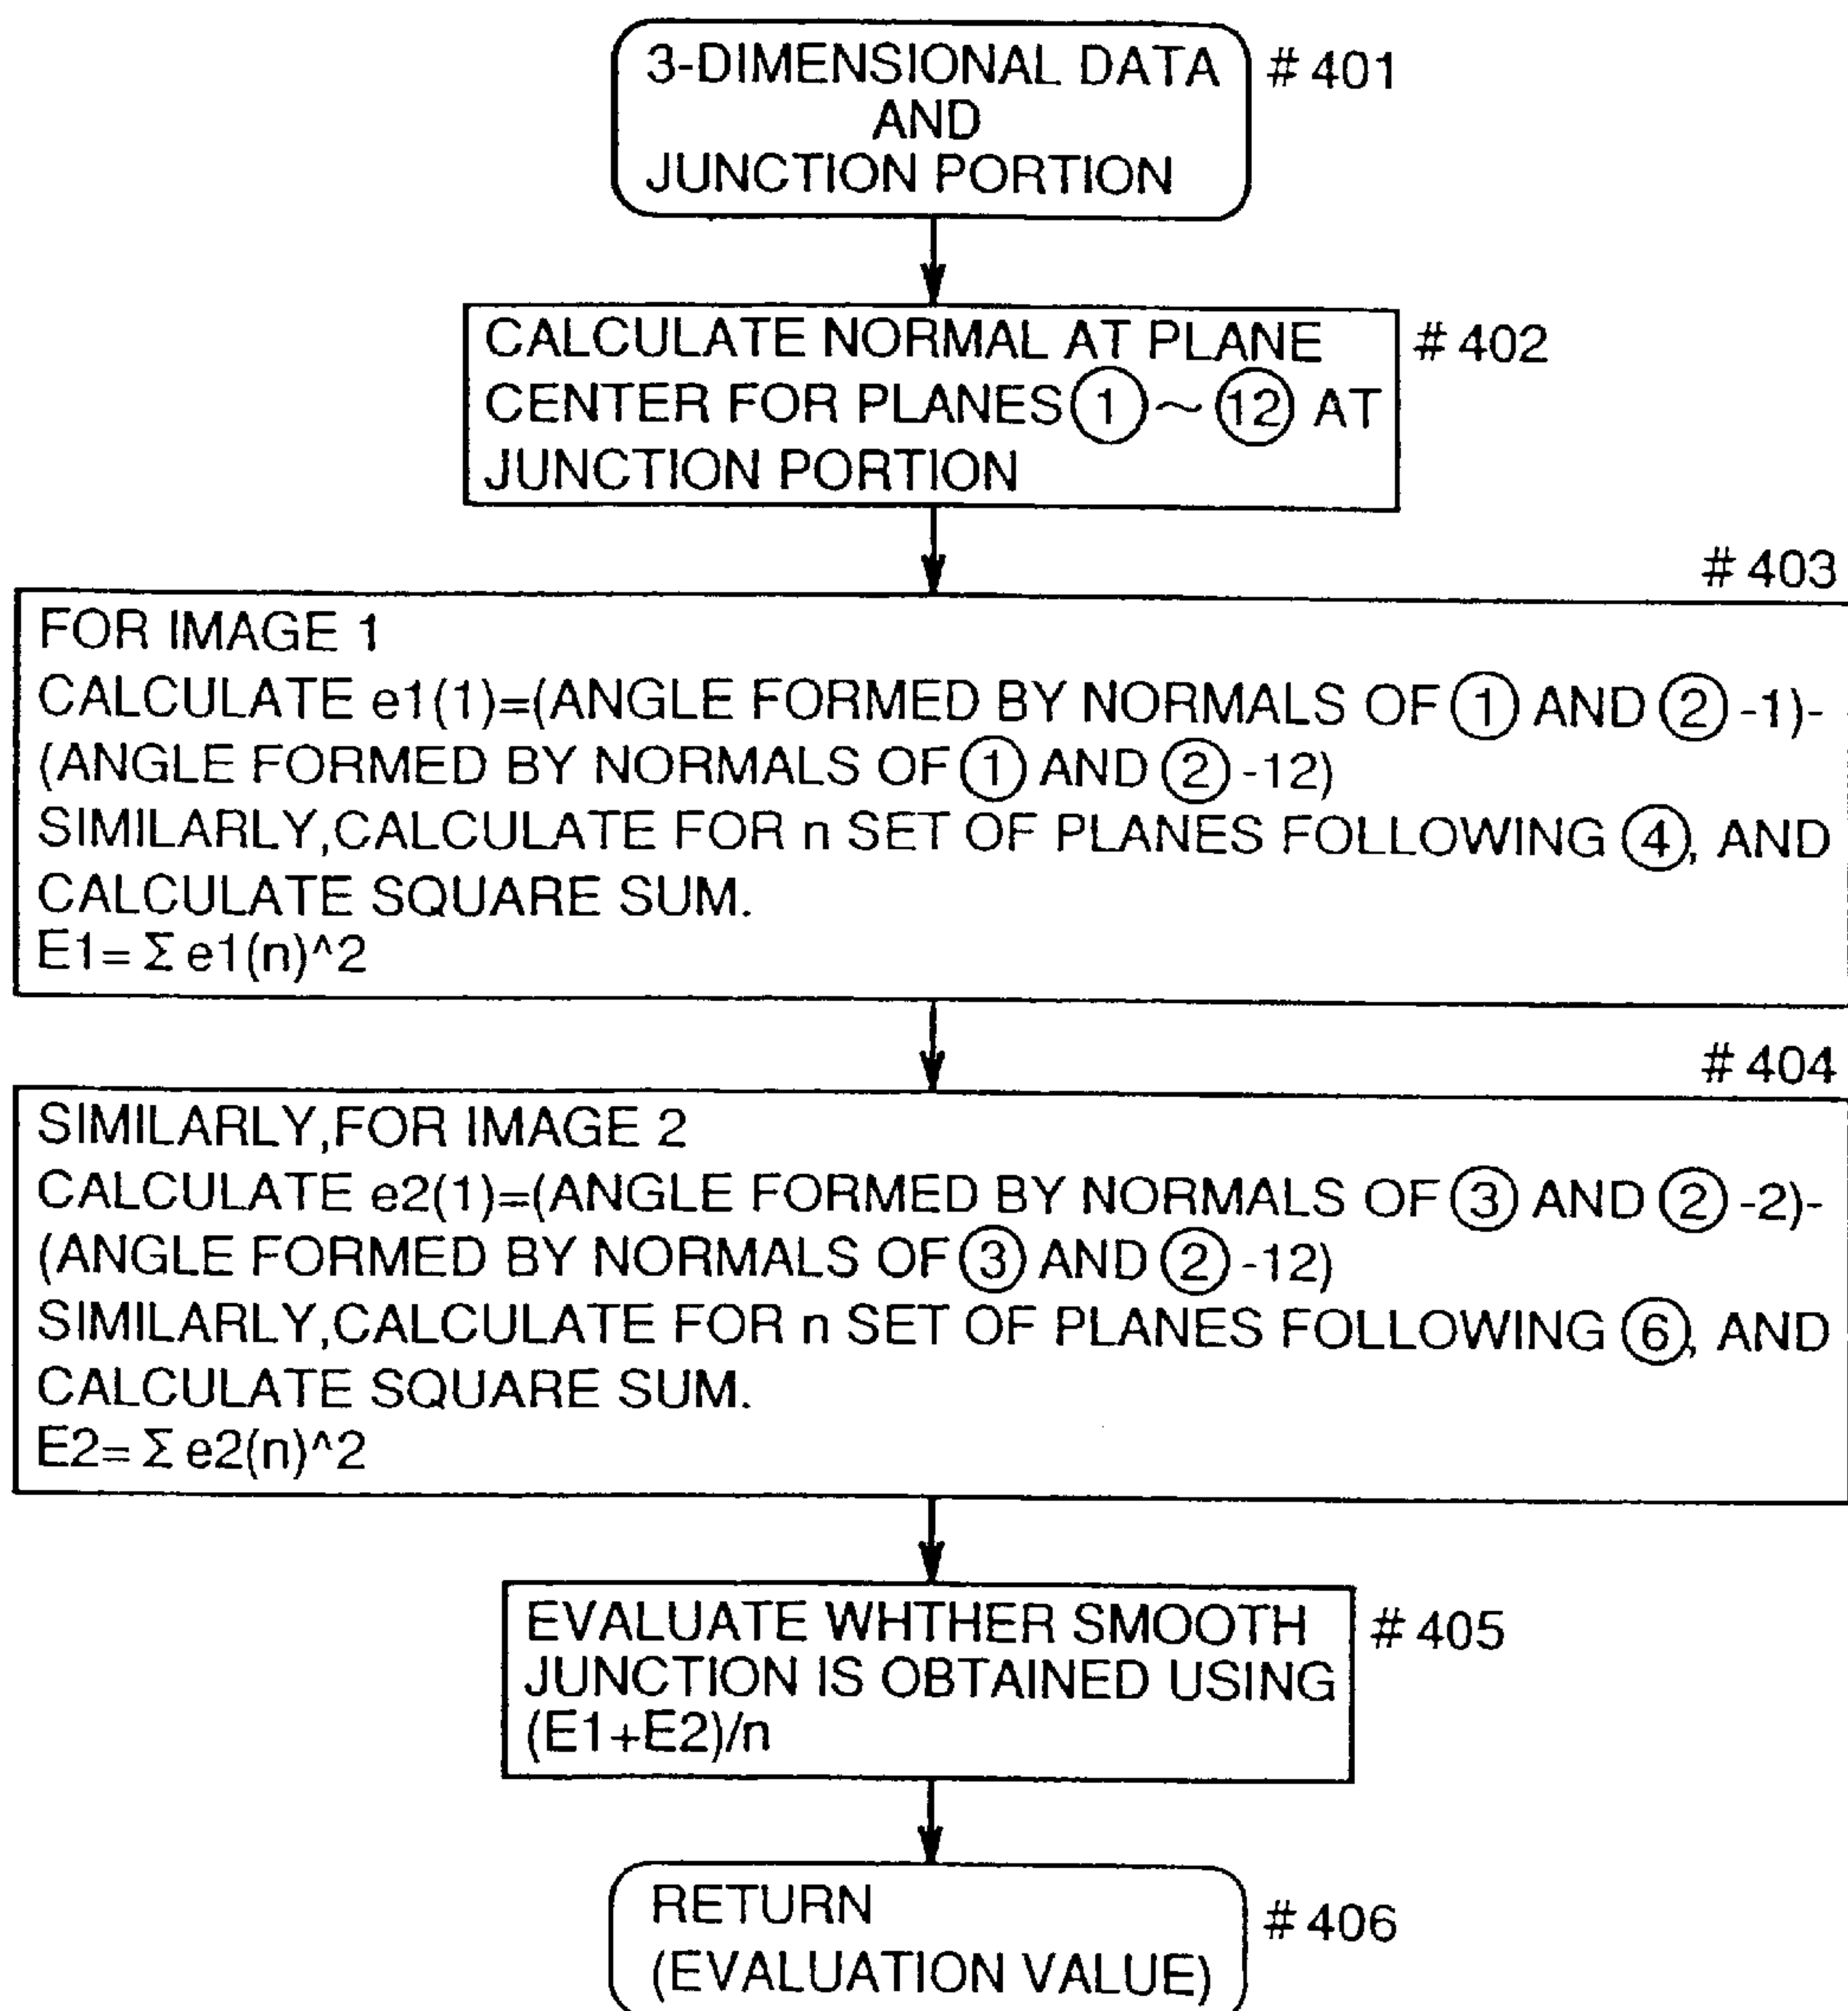 3-DIMENSIONAL DATA
AND
JUNCTION PORTION
# 401
CALCULATE NORMAL AT PLANE
CENTER FOR PLANES ① ~ ⑫ AT
JUNCTION PORTION
# 402
# 403
FOR IMAGE 1
CALCULATE e1(1)=(ANGLE FORMED BY NORMALS OF ① AND ② -1)-
(ANGLE FORMED BY NORMALS OF ① AND ② -12)
SIMILARLY,CALCULATE FOR n SET OF PLANES FOLLOWING ④, AND
CALCULATE SQUARE SUM.
E1= Σ e1(n)^2
# 404
SIMILARLY,FOR IMAGE 2
CALCULATE e2(1)=(ANGLE FORMED BY NORMALS OF ③ AND ② -2)-
(ANGLE FORMED BY NORMALS OF ③ AND ② -12)
SIMILARLY,CALCULATE FOR n SET OF PLANES FOLLOWING ⑥, AND
CALCULATE SQUARE SUM.
E2= Σ e2(n)^2
EVALUATE WHTHER SMOOTH
JUNCTION IS OBTAINED USING
(E1+E2)/n
# 405
RETURN
(EVALUATION VALUE)
# 406